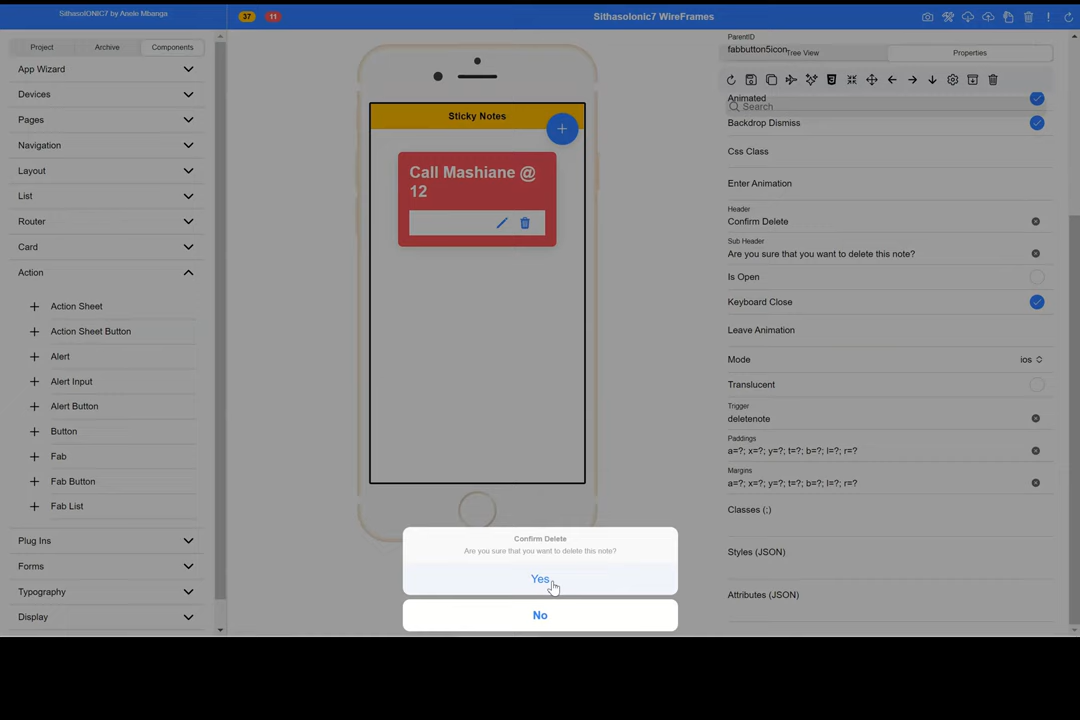 SithasoIONIC7 by Anele Mbanga
37
11
SithasoIonic7 WireFrames
Project
Archive
Components
App Wizard
Devices
Pages
Navigation
Layout
List
Router
Card
Action
Action Sheet
Action Sheet Button
Alert
Alert Input
Alert Button
Button
Fab
Fab Button
Fab List
Plug Ins
Forms
Typography
Display
Sticky Notes
Call Mashiane @
12
ParentID
fabbutton5icon
Tree View
Properties
Animated
Search
Backdrop Dismiss
Css Class
Enter Animation
Header
Confirm Delete
Sub Header
Are you sure that you want to delete this note?
Is Open
Keyboard Close
Leave Animation
Mode
ios
Translucent
Trigger
deletenote
Paddings
a=?; x=?; y=?; t=?; b=?; l=?; r=?
Margins
a=?; x=?; y=?; t=?; b=?; l=?; r=?
Classes (;)
Styles (JSON)
Attributes (JSON)
Confirm Delete
Are you sure that you want to delete this note?
Yes
No